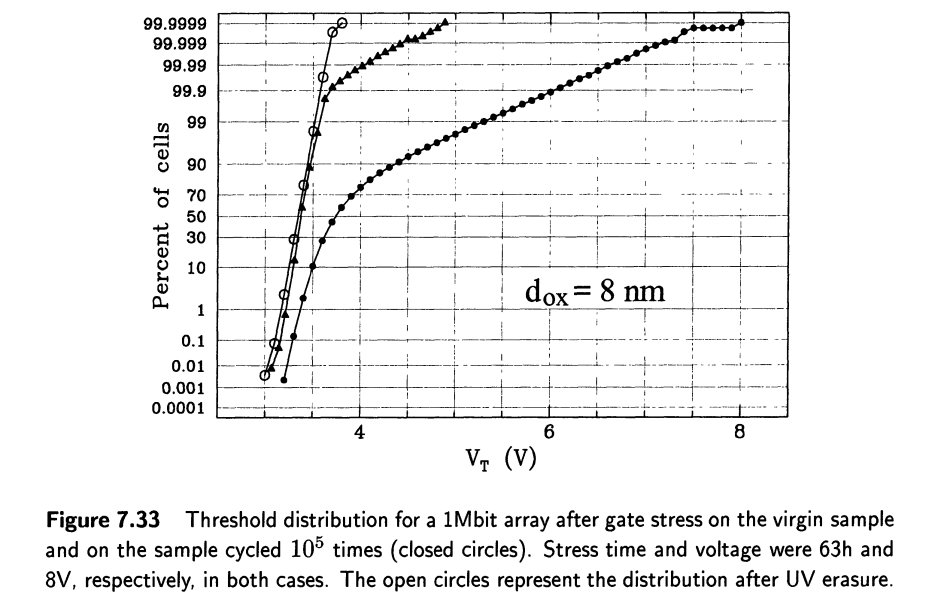 99.9999
99.999
99.99
99.9
99
90
70
50
30
10
1
0.1
0.01
0.001
0.0001
Percent of cells
dox = 8 nm
4 6 8
VT (V)
Figure 7.33 Threshold distribution for a 1Mbit array after gate stress on the virgin sample
and on the sample cycled 10⁵ times (closed circles). Stress time and voltage were 63h and
8V, respectively, in both cases. The open circles represent the distribution after UV erasure.